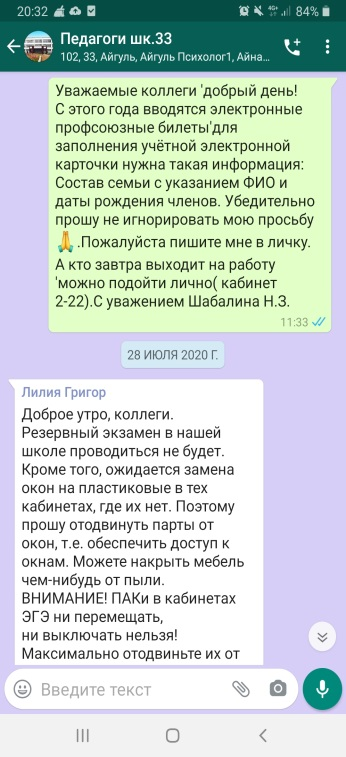 20:32
84%
Педагоги шк.33
102, 33, Айгуль, Айгуль Психолог1, Айна...
Уважаемые коллеги 'добрый день!
С этого года вводятся электронные
профсоюзные билеты'для
заполнения учётной электронной
карточки нужна такая информация:
Состав семьи с указанием ФИО и
даты рождения членов. Убедительно
прошу не игнорировать мою просьбу
🙏.Пожалуйста пишите мне в личку.
А кто завтра выходит на работу
'можно подойти лично( кабинет
2-22).С уважением Шабалина Н.З.
11:33
28 ИЮЛЯ 2020 Г.
Лилия Григор
Доброе утро, коллеги.
Резервный экзамен в нашей
школе проводиться не будет.
Кроме того, ожидается замена
окон на пластиковые в тех
кабинетах, где их нет. Поэтому
прошу отодвинуть парты от
окон, т.е. обеспечить доступ к
окнам. Можете накрыть мебель
чем-нибудь от пыли.
ВНИМАНИЕ! ПАКи в кабинетах
ЕГЭ ни перемещать,
ни выключать нельзя!
Максимально отодвиньте их от
Введите текст